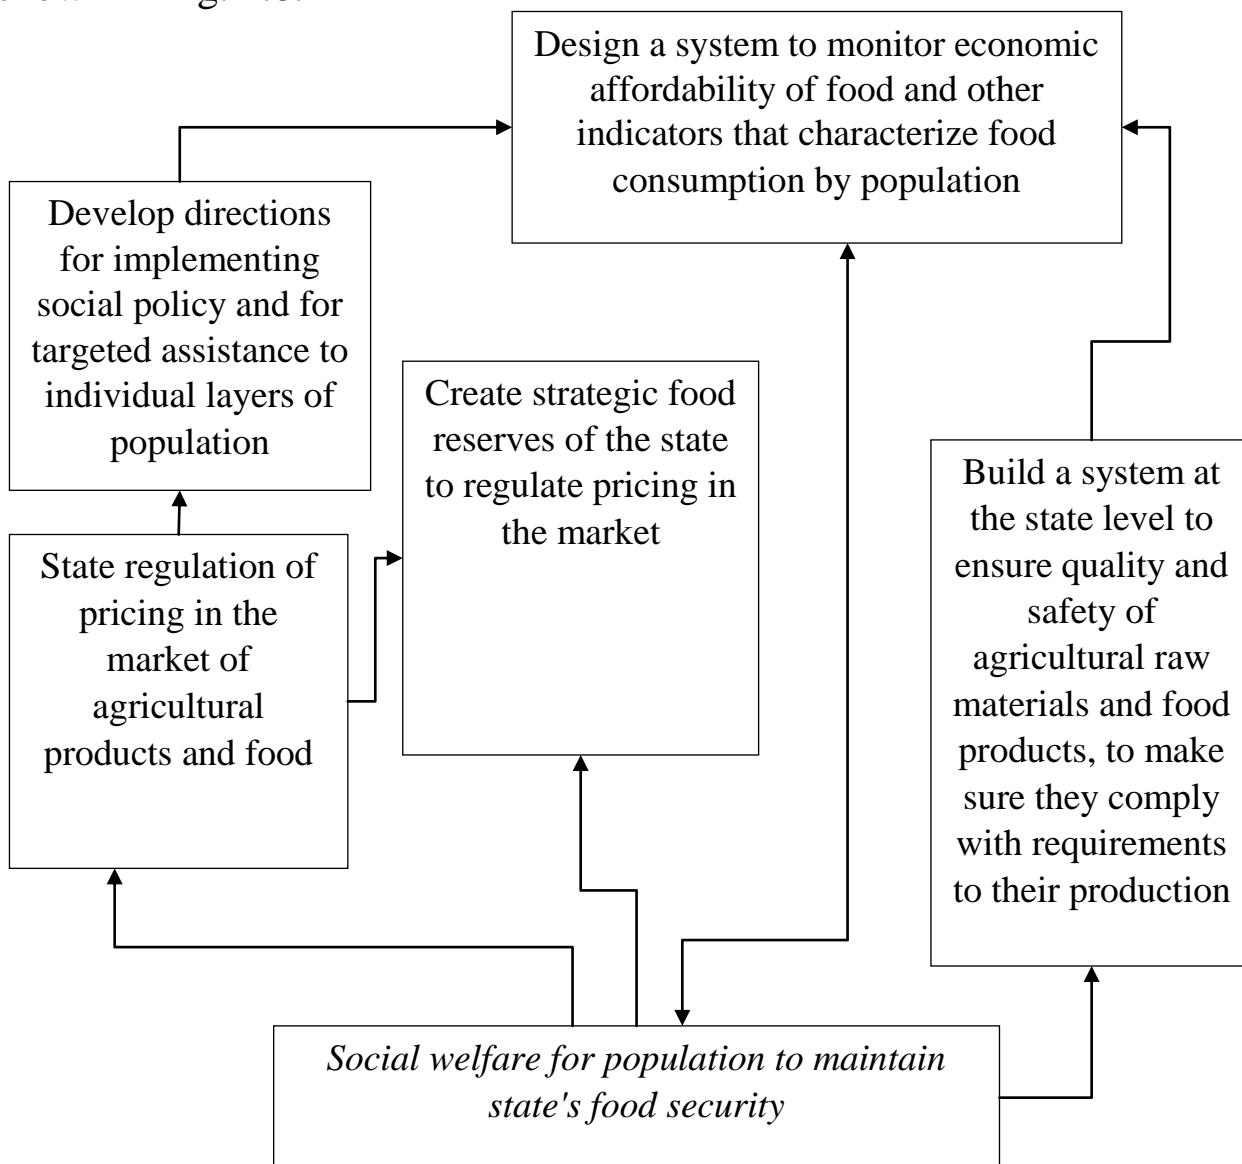 Design a system to monitor economic
affordability of food and other
indicators that characterize food
consumption by population
Develop directions
for implementing
social policy and for
targeted assistance to
individual layers of
population
Create strategic food
reserves of the state
to regulate pricing in
the market
Build a system at
the state level to
ensure quality and
safety of
agricultural raw
materials and food
products, to make
sure they comply
with requirements
to their production
State regulation of
pricing in the
market of
agricultural
products and food
Social welfare for population to maintain
state's food security